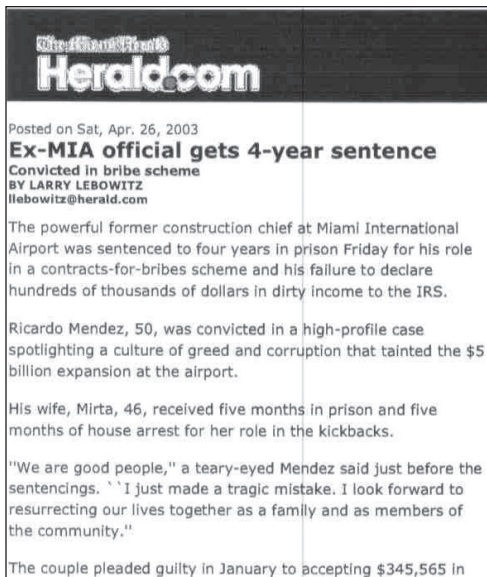 The Miami Herald
Herald.com
Posted on Sat, Apr. 26, 2003
Ex-MIA official gets 4-year sentence
Convicted in bribe scheme
BY LARRY LEBOWITZ
llebowitz@herald.com
The powerful former construction chief at Miami International
Airport was sentenced to four years in prison Friday for his role
in a contracts-for-bribes scheme and his failure to declare
hundreds of thousands of dollars in dirty income to the IRS.
Ricardo Mendez, 50, was convicted in a high-profile case
spotlighting a culture of greed and corruption that tainted the $5
billion expansion at the airport.
His wife, Mirta, 46, received five months in prison and five
months of house arrest for her role in the kickbacks.
"We are good people," a teary-eyed Mendez said just before the
sentencings. ``I just made a tragic mistake. I look forward to
resurrecting our lives together as a family and as members of
the community."
The couple pleaded guilty in January to accepting $345,565 in